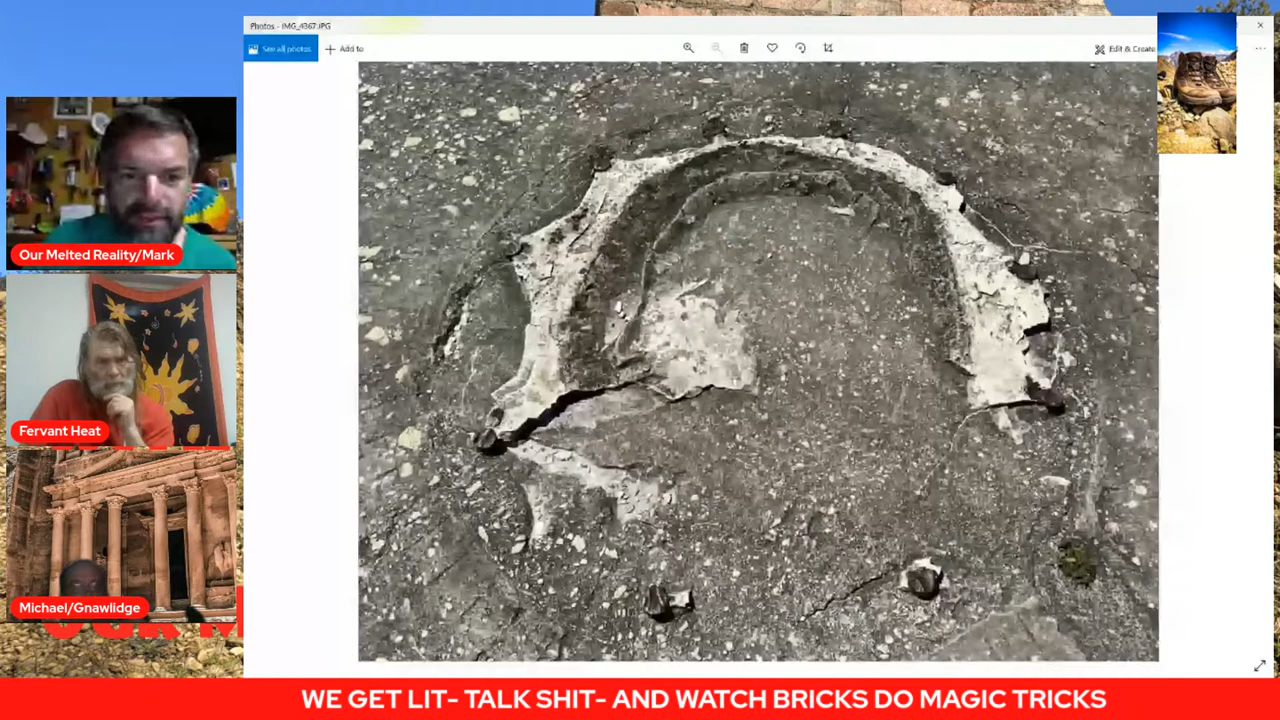 Photos - IMG_4367.JPG
See all photos
Add to
Edit & Create
Our Melted Reality/Mark
Fervant Heat
Michael/Gnawlidge
WE GET LIT- TALK SHIT- AND WATCH BRICKS DO MAGIC TRICKS